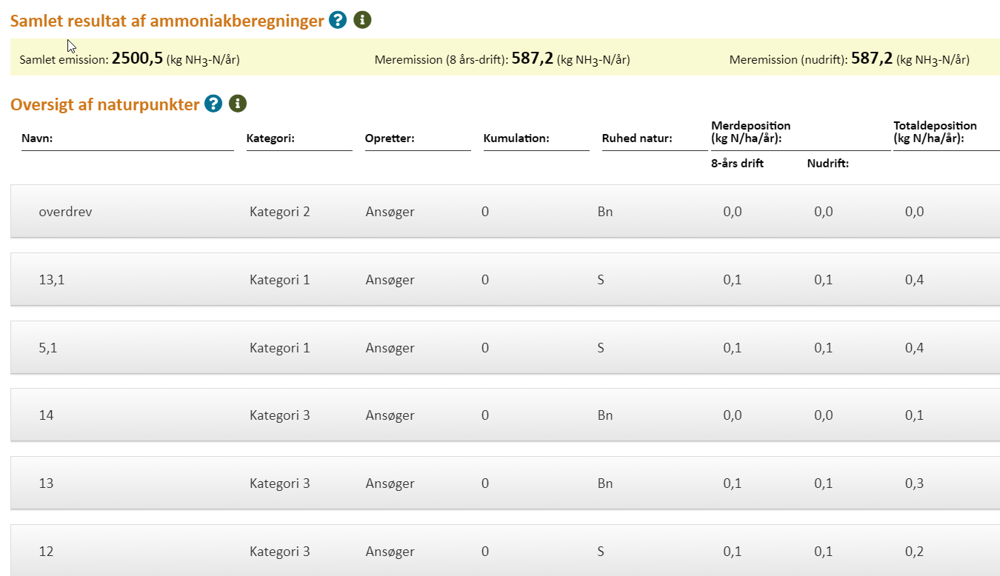 Samlet resultat af ammoniakberegninger ? i
Samlet emission: 2500,5 (kg NH3-N/år) Meremission (8 års-drift): 587,2 (kg NH3-N/år) Meremission (nudrift): 587,2 (kg NH3-N/år)
Oversigt af naturpunkter ? i
Navn: Kategori: Opretter: Kumulation: Ruhed natur: Merdeposition (kg N/ha/år): Totaldeposition (kg N/ha/år):
8-års drift Nudrift:
overdrev Kategori 2 Ansøger 0 Bn 0,0 0,0 0,0
13,1 Kategori 1 Ansøger 0 S 0,1 0,1 0,4
5,1 Kategori 1 Ansøger 0 S 0,1 0,1 0,4
14 Kategori 3 Ansøger 0 Bn 0,0 0,0 0,1
13 Kategori 3 Ansøger 0 Bn 0,1 0,1 0,3
12 Kategori 3 Ansøger 0 S 0,1 0,1 0,2